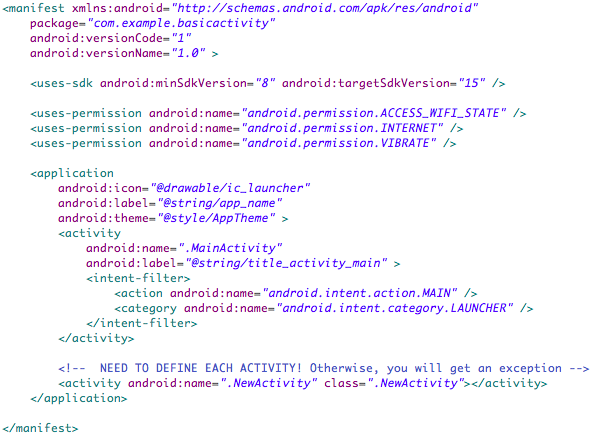 <manifest xmlns:android="http://schemas.android.com/apk/res/android"
    package="com.example.basicactivity"
    android:versionCode="1"
    android:versionName="1.0" >

    <uses-sdk android:minSdkVersion="8" android:targetSdkVersion="15" />

    <uses-permission android:name="android.permission.ACCESS_WIFI_STATE" />
    <uses-permission android:name="android.permission.INTERNET" />
    <uses-permission android:name="android.permission.VIBRATE" />

    <application
        android:icon="@drawable/ic_launcher"
        android:label="@string/app_name"
        android:theme="@style/AppTheme" >
        <activity
            android:name=".MainActivity"
            android:label="@string/title_activity_main" >
            <intent-filter>
                <action android:name="android.intent.action.MAIN" />
                <category android:name="android.intent.category.LAUNCHER" />
            </intent-filter>
        </activity>

        <!--  NEED TO DEFINE EACH ACTIVITY! Otherwise, you will get an exception -->
        <activity android:name=".NewActivity" class=".NewActivity"></activity>
    </application>

</manifest>